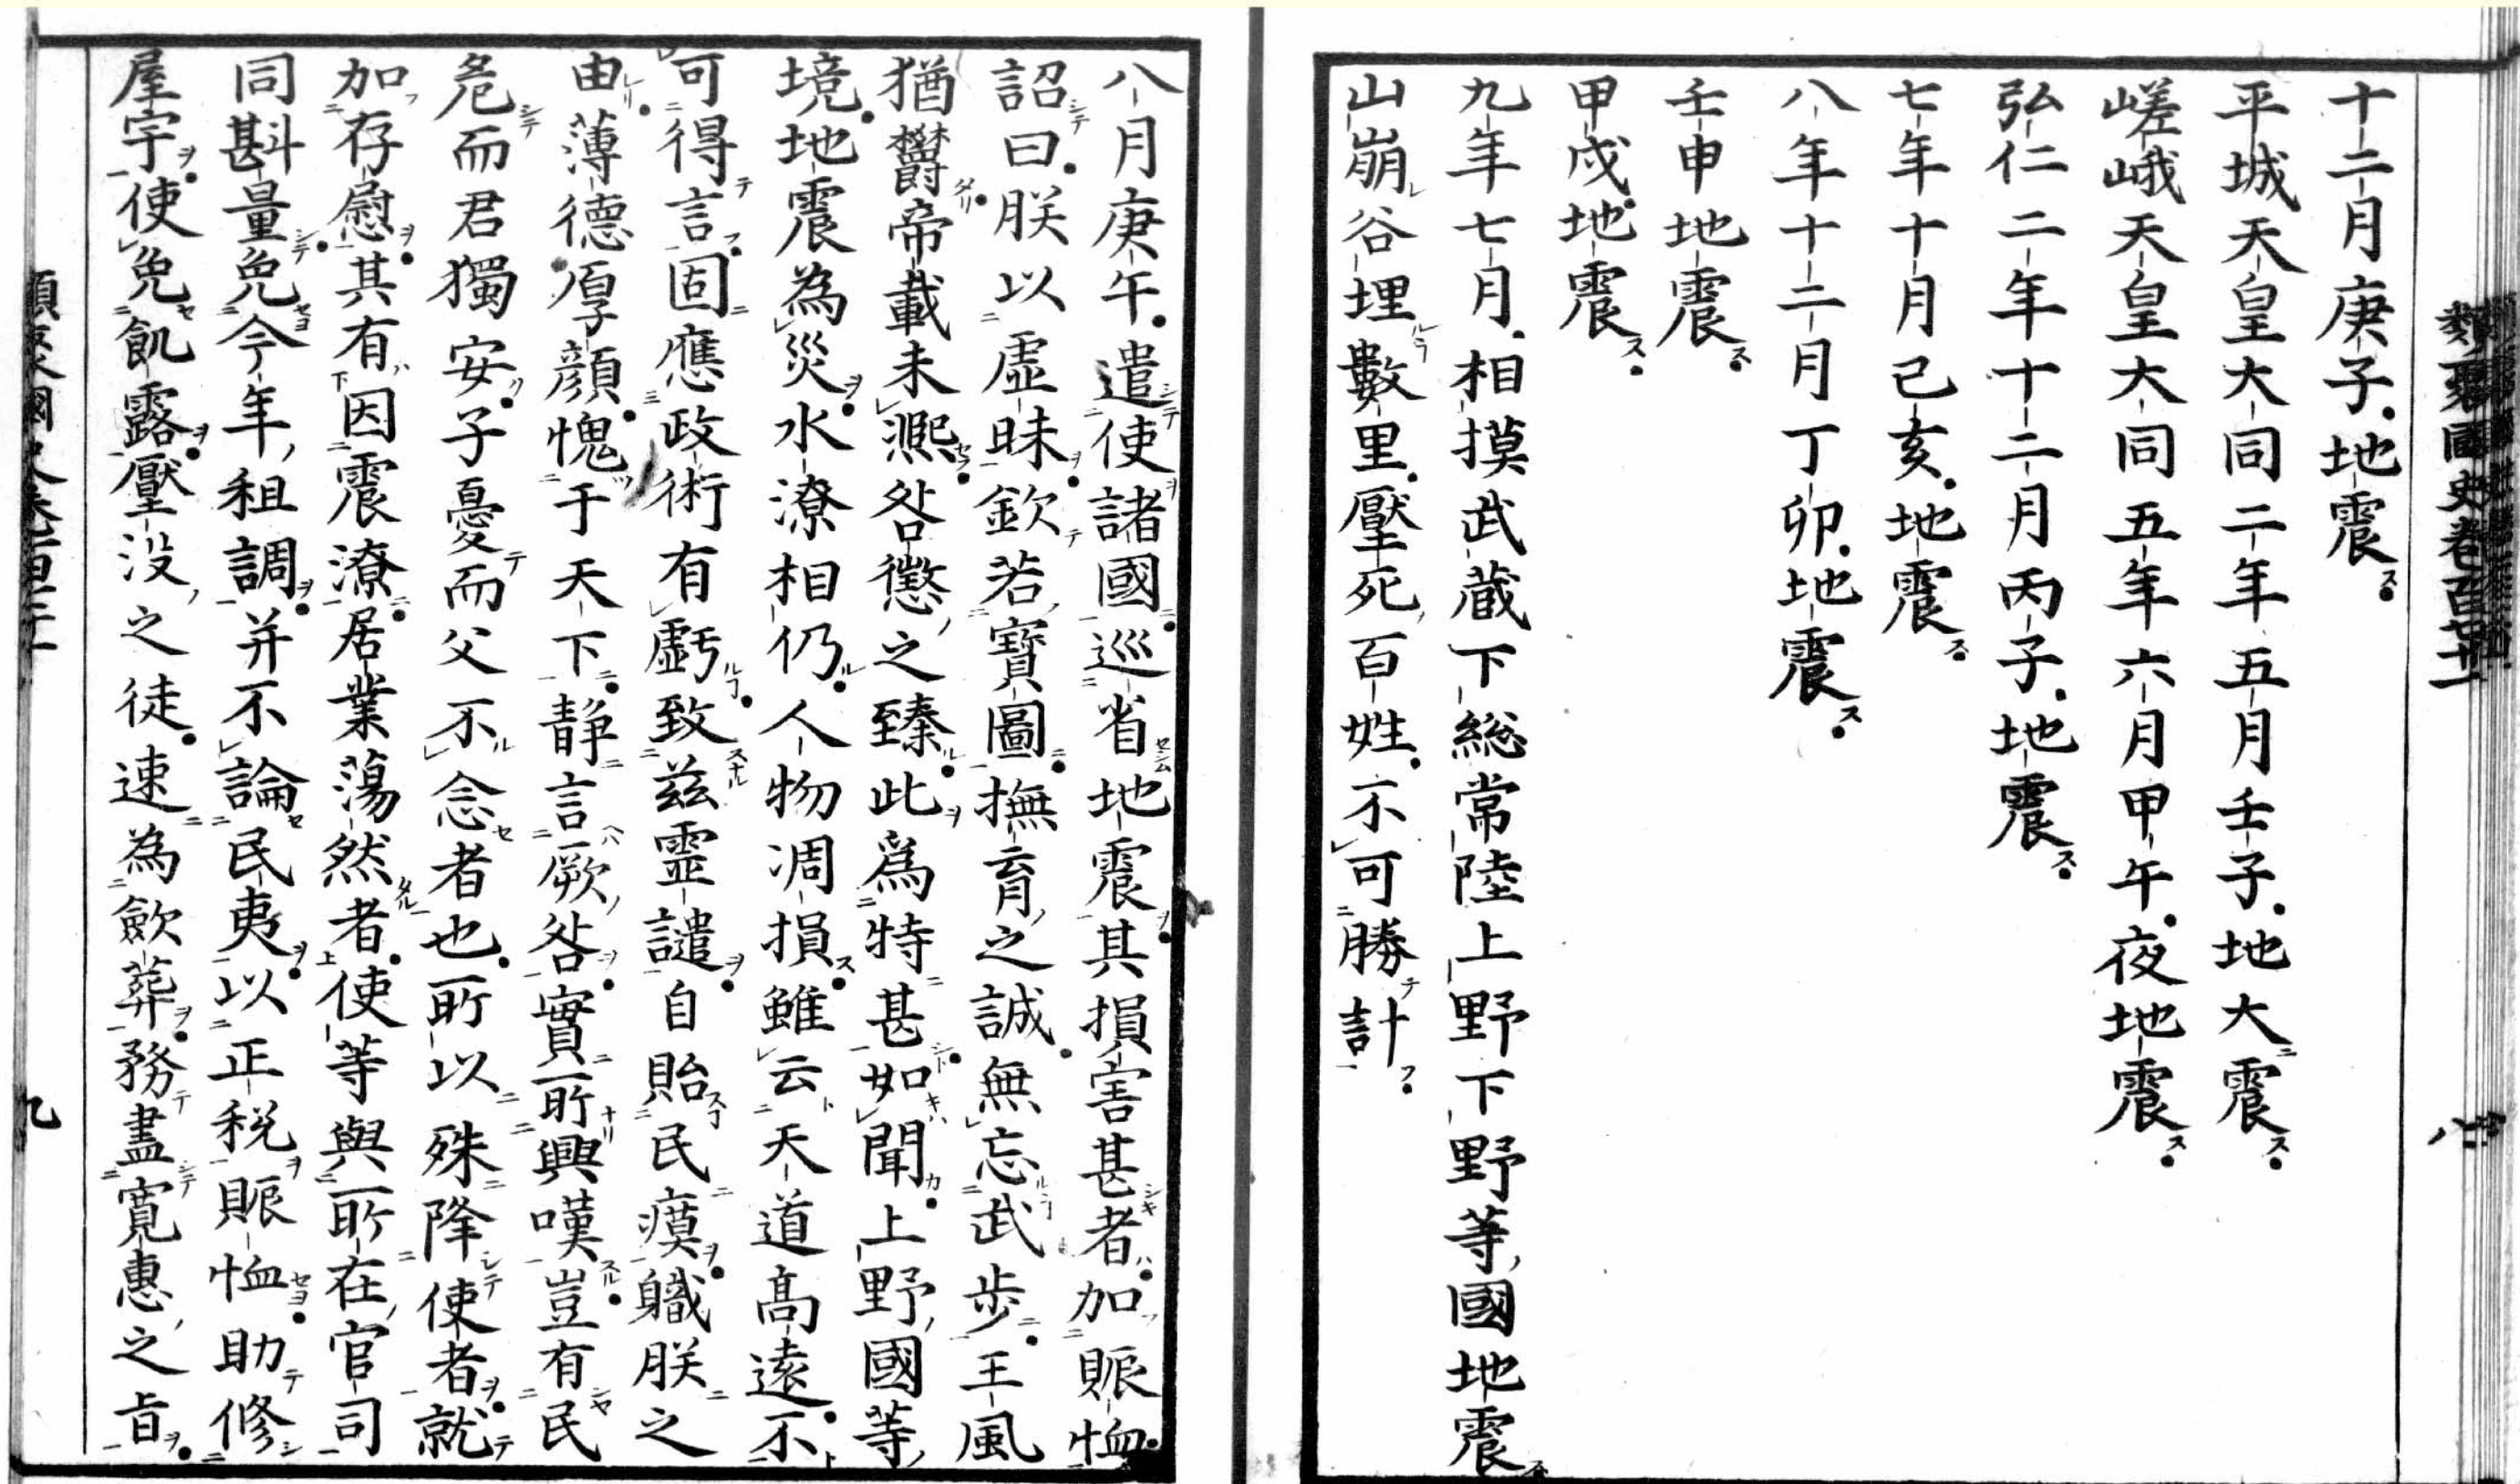 十二月庚子地震
平城天皇大同二年五月壬子地大震
嵯峨天皇大同五年六月甲午夜地震
弘仁二年十二月丙子地震
七年十月己亥地震
八年十二月丁卯地震
壬申地震
甲戌地震
九年七月相摸武蔵下総常陸上野下野等國地震
山崩谷埋數里壓死百姓不可勝計
八月庚午遣使諸國巡省地震其損害甚者加賑恤
詔曰朕以虛昧欽若寶圖撫育之誠無忘武步王風
猶欝帝載未凞咎懲之臻此爲特甚如聞上野國等
境地震為災水潦相仍人物凋損雖云天道高遠不
可得言固應政術有虧致茲靈譴自貽民瘼職朕之
由薄德厚顔愧于天下静言厥咎實所興嘆豈有民
危而君獨安子憂而父不念者也所以殊降使者就
加存慰其有因震潦居業蕩然者使等與所在官司
同斟量免今年租調并不論民夷以正税賑恤助修
屋宇使免飢露壓没之徒速為斂葬務盡寛惠之旨
九